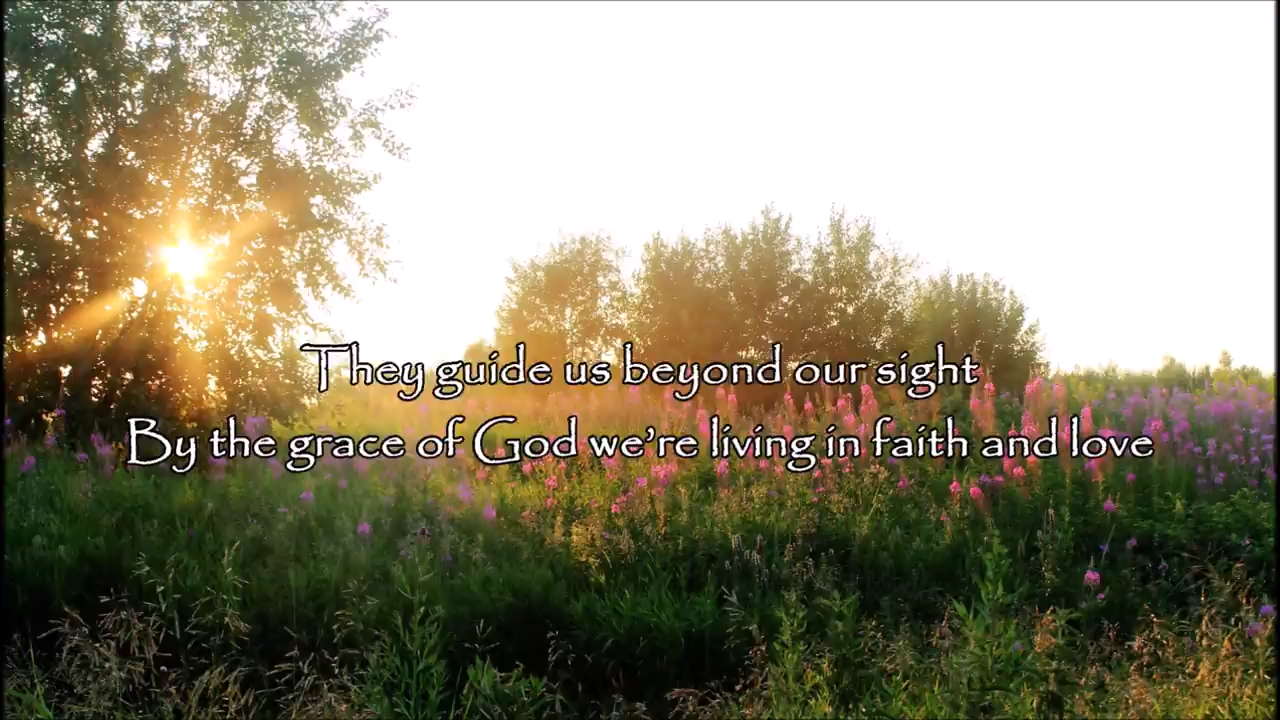 They guide us beyond our sight
By the grace of God we're living in faith and love